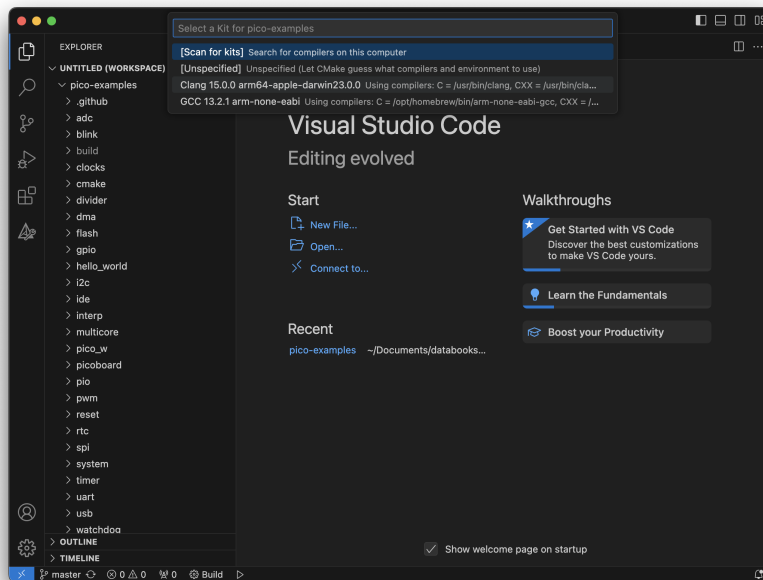 Select a Kit for pico-examples
[Scan for kits] Search for compilers on this computer
[Unspecified] Unspecified (Let CMake guess what compilers and environment to use)
Clang 15.0.0 arm64-apple-darwin23.0.0 Using compilers: C = /usr/bin/clang, CXX = /usr/bin/cla...
GCC 13.2.1 arm-none-eabi Using compilers: C = /opt/homebrew/bin/arm-none-eabi-gcc, CXX = /...
EXPLORER
UNTITLED (WORKSPACE)
pico-examples
.github
adc
blink
build
clocks
cmake
divider
dma
flash
gpio
hello_world
i2c
ide
interp
multicore
pico_w
picoboard
pio
pwm
reset
rtc
spi
system
timer
uart
usb
watchdog
OUTLINE
TIMELINE
Visual Studio Code
Editing evolved
Start
New File...
Open...
Connect to...
Recent
pico-examples ~/Documents/databooks...
Walkthroughs
Get Started with VS Code
Discover the best customizations
to make VS Code yours.
Learn the Fundamentals
Boost your Productivity
Show welcome page on startup
master 0 0 0 Build